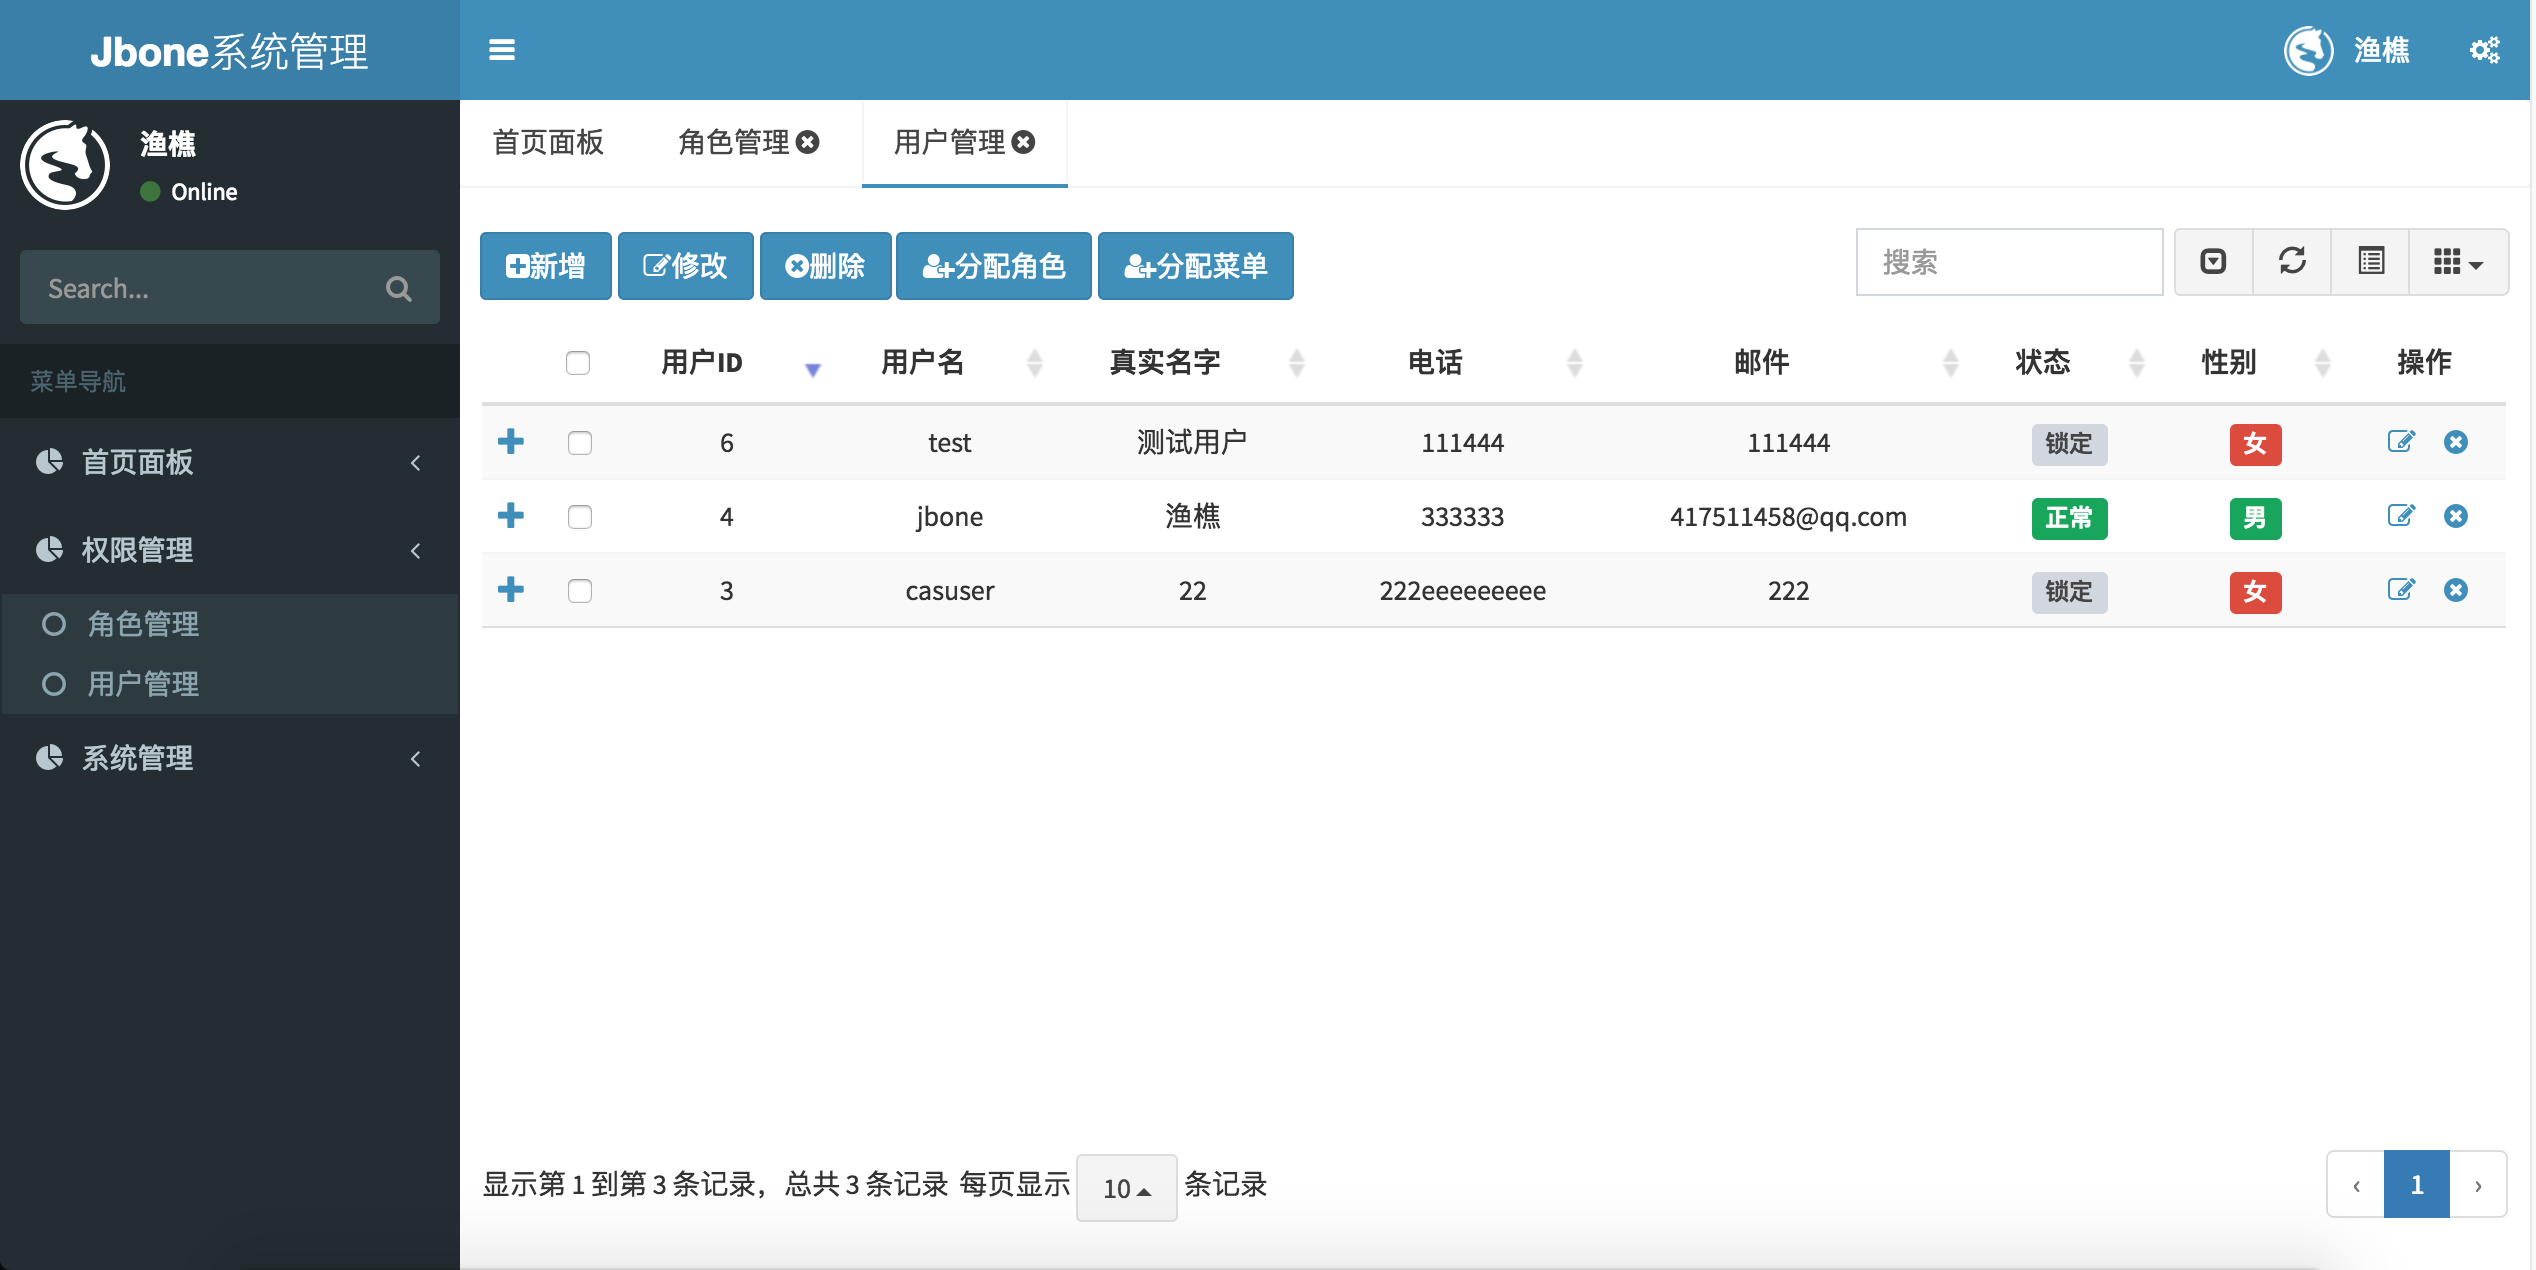 Jbone系统管理
渔樵
渔樵
Online
Search...
菜单导航
首页面板
权限管理
角色管理
用户管理
系统管理
首页面板 角色管理 用户管理
新增 修改 删除 分配角色 分配菜单 搜索
用户ID 用户名 真实名字 电话 邮件 状态 性别 操作
6 test 测试用户 111444 111444 锁定 女
4 jbone 渔樵 333333 417511458@qq.com 正常 男
3 casuser 22 222eeeeeeeee 222 锁定 女
显示第 1 到第 3 条记录，总共 3 条记录 每页显示 10 条记录
‹ 1 ›